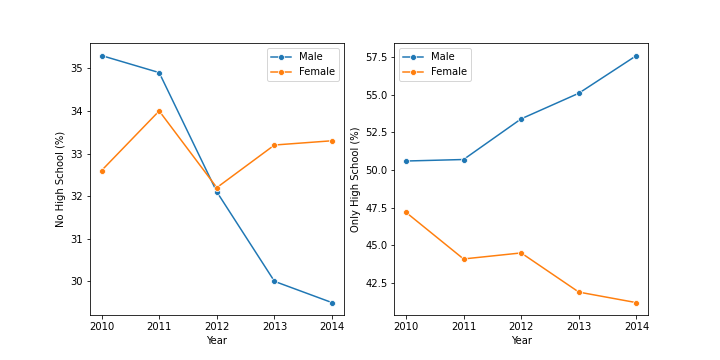 No High School (%)
35
34
33
32
31
30
Male
Female
2010 2011 2012 2013 2014
Year
Only High School (%)
57.5
55.0
52.5
50.0
47.5
45.0
42.5
Male
Female
2010 2011 2012 2013 2014
Year